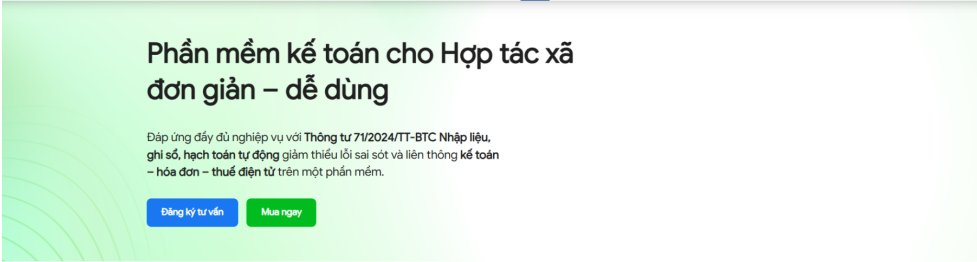 Phần mềm kế toán cho Hợp tác xã
đơn giản – dễ dùng
Đáp ứng đầy đủ nghiệp vụ với Thông tư 71/2024/TT-BTC Nhập liệu,
ghi sổ, hạch toán tự động giảm thiểu lỗi sai sót và liên thông kế toán
– hóa đơn – thuế điện tử trên một phần mềm.
Đăng ký tư vấn
Mua ngay